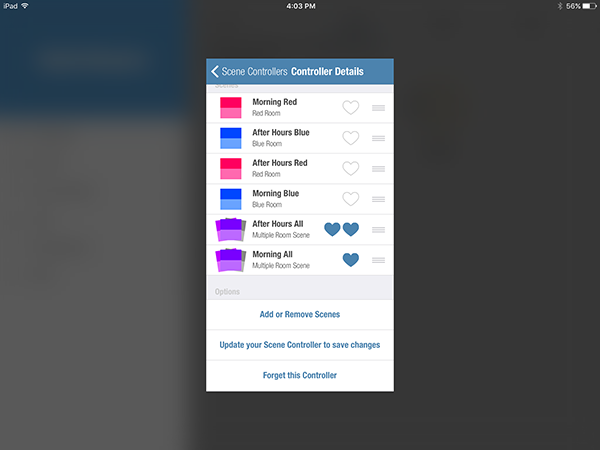 iPad 4:03 PM 56%
Scene Controllers Controller Details
Scenes
Morning Red
Red Room
After Hours Blue
Blue Room
After Hours Red
Red Room
Morning Blue
Blue Room
After Hours All
Multiple Room Scene
Morning All
Multiple Room Scene
Options
Add or Remove Scenes
Update your Scene Controller to save changes
Forget this Controller